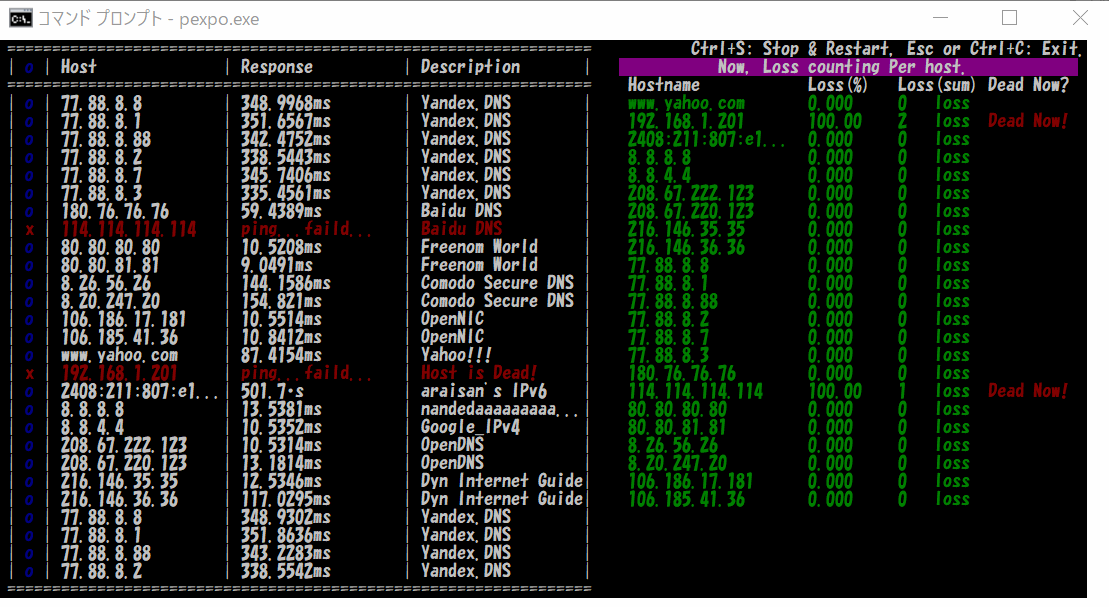 コマンド プロンプト - pexpo.exe
Ctrl+S: Stop & Restart, Esc or Ctrl+C: Exit.
| o | Host | Response | Description |
Now, Loss counting Per host.
Hostname Loss(%) Loss(sum) Dead Now?
| o | 77.88.8.8 | 348.9968ms | Yandex.DNS
| o | 77.88.8.1 | 351.6567ms | Yandex.DNS
| o | 77.88.8.88 | 342.4752ms | Yandex.DNS
| o | 77.88.8.2 | 338.5443ms | Yandex.DNS
| o | 77.88.8.7 | 345.7406ms | Yandex.DNS
| o | 77.88.8.3 | 335.4561ms | Yandex.DNS
| o | 180.76.76.76 | 59.4389ms | Baidu DNS
| x | 114.114.114.114 | ping...faild... | Baidu DNS
| o | 80.80.80.80 | 10.5208ms | Freenom World
| o | 80.80.81.81 | 9.0491ms | Freenom World
| o | 8.26.56.26 | 144.1586ms | Comodo Secure DNS |
| o | 8.20.247.20 | 154.821ms | Comodo Secure DNS |
| o | 106.186.17.181 | 10.5514ms | OpenNIC |
| o | 106.185.41.36 | 10.8412ms | OpenNIC |
| o | www.yahoo.com | 87.4154ms | Yahoo!!! |
| x | 192.168.1.201 | ping...faild... | Host is Dead! |
| o | 2408:211:807:e1... | 501.7・s | araisan's IPv6 |
| o | 8.8.8.8 | 13.5381ms | nandedaaaaaaaaa... |
| o | 8.8.4.4 | 10.5352ms | Google_IPv4 |
| o | 208.67.222.123 | 10.5314ms | OpenDNS |
| o | 208.67.220.123 | 13.1814ms | OpenDNS |
| o | 216.146.35.35 | 12.5346ms | Dyn Internet Guide|
| o | 216.146.36.36 | 117.0295ms | Dyn Internet Guide|
| o | 77.88.8.8 | 348.9302ms | Yandex.DNS |
| o | 77.88.8.1 | 351.8636ms | Yandex.DNS |
| o | 77.88.8.88 | 343.2283ms | Yandex.DNS |
| o | 77.88.8.2 | 338.5542ms | Yandex.DNS |
www.yahoo.com 0.000 0 loss
192.168.1.201 100.00 2 loss Dead Now!
2408:211:807:e1... 0.000 0 loss
8.8.8.8 0.000 0 loss
8.8.4.4 0.000 0 loss
208.67.222.123 0.000 0 loss
208.67.220.123 0.000 0 loss
216.146.35.35 0.000 0 loss
216.146.36.36 0.000 0 loss
77.88.8.8 0.000 0 loss
77.88.8.1 0.000 0 loss
77.88.8.88 0.000 0 loss
77.88.8.2 0.000 0 loss
77.88.8.7 0.000 0 loss
77.88.8.3 0.000 0 loss
180.76.76.76 0.000 0 loss
114.114.114.114 100.00 1 loss Dead Now!
80.80.80.80 0.000 0 loss
80.80.81.81 0.000 0 loss
8.26.56.26 0.000 0 loss
8.20.247.20 0.000 0 loss
106.186.17.181 0.000 0 loss
106.185.41.36 0.000 0 loss